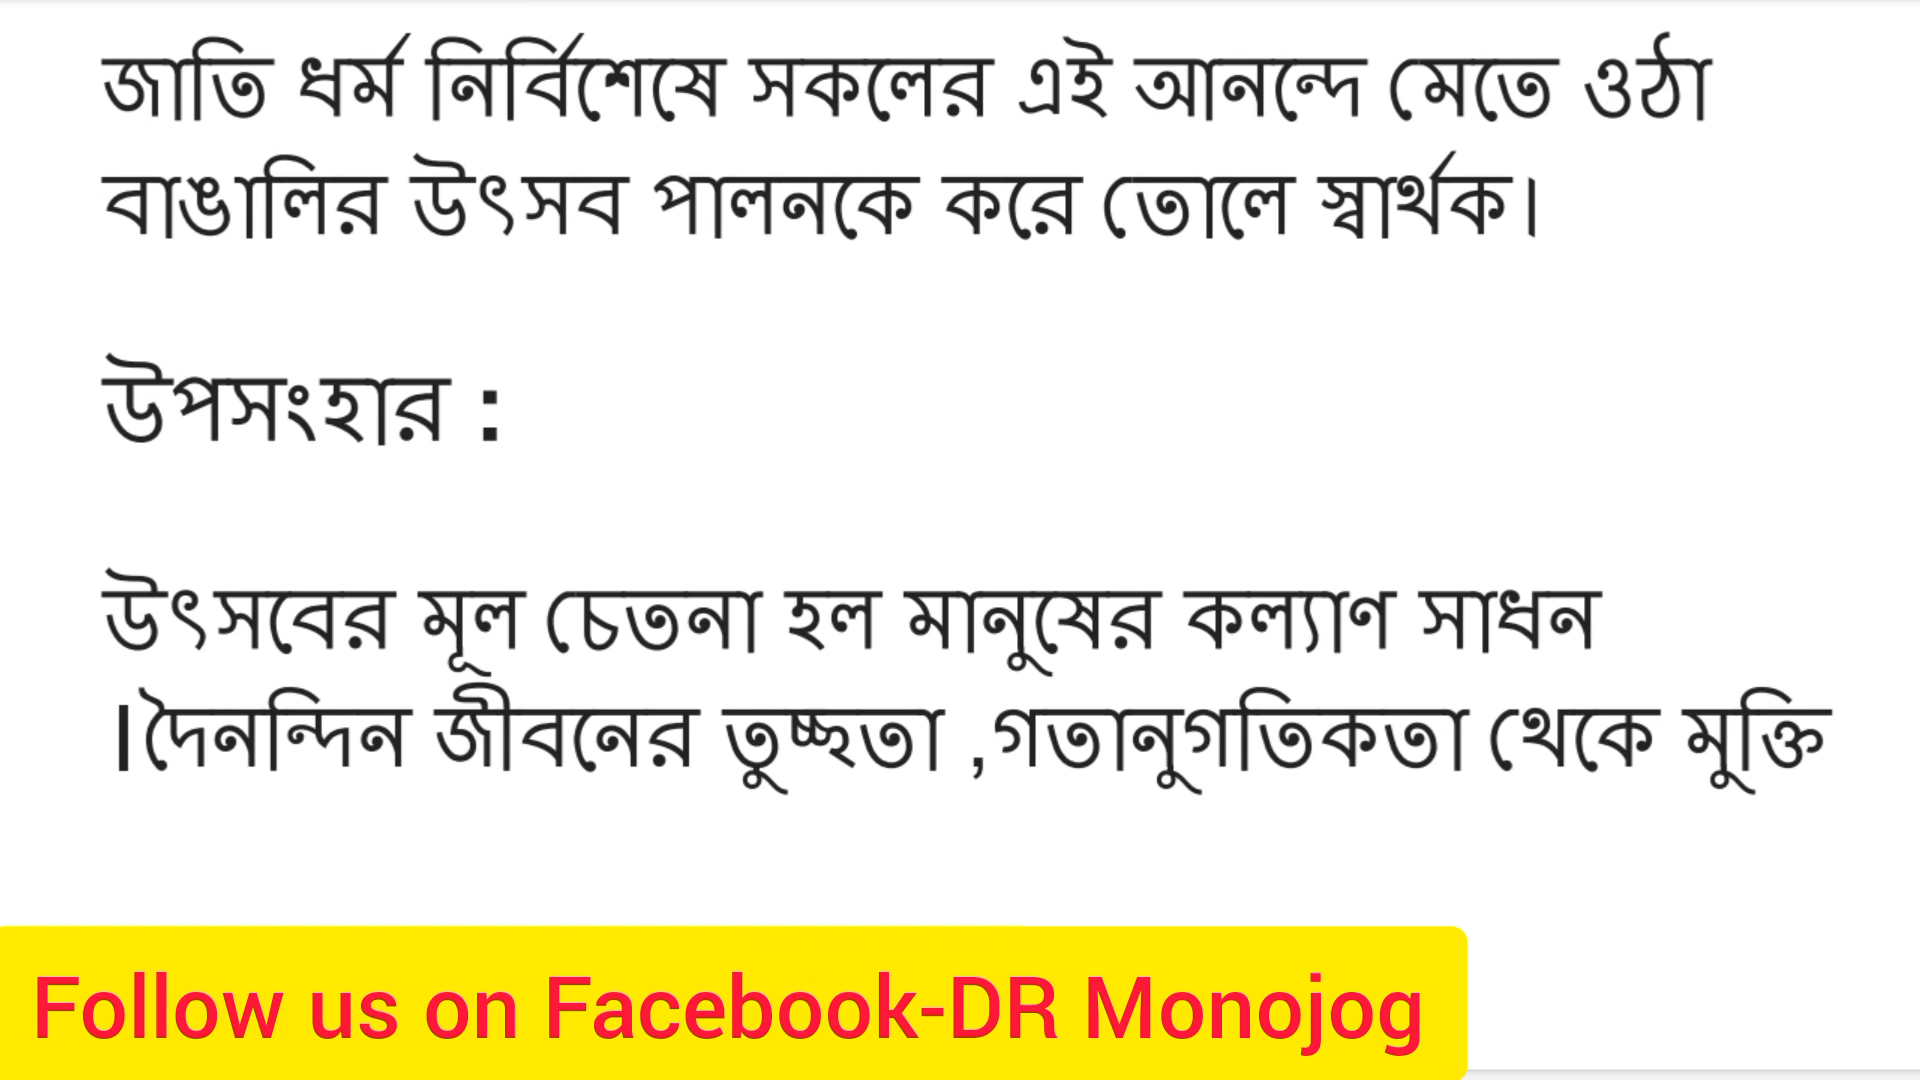 জাতি ধর্ম নির্বিশেষে সকলের এই আনন্দে মেতে ওঠা
বাঙালির উৎসব পালনকে করে তোলে স্বার্থক।
উপসংহার :
উৎসবের মূল চেতনা হল মানুষের কল্যাণ সাধন
।দৈনন্দিন জীবনের তুচ্ছতা ,গতানুগতিকতা থেকে মুক্তি
Follow us on Facebook-DR Monojog